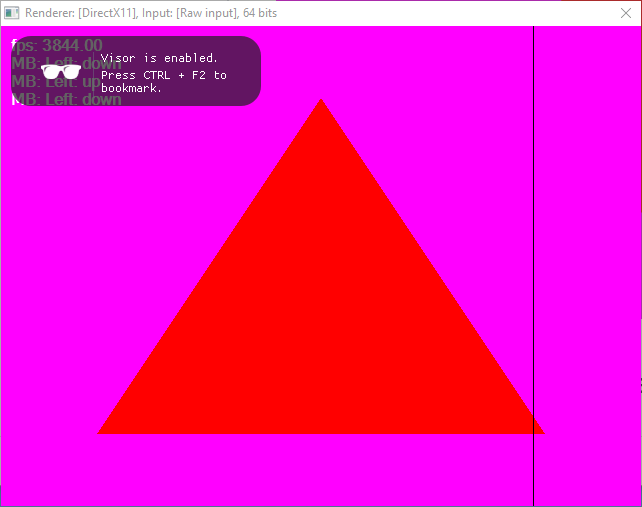 Renderer: [DirectX11], Input: [Raw input], 64 bits
fps: 3844.00
MB: Left: down
MB: Left: up
MB: Left: down
Visor is enabled.
Press CTRL + F2 to
bookmark.